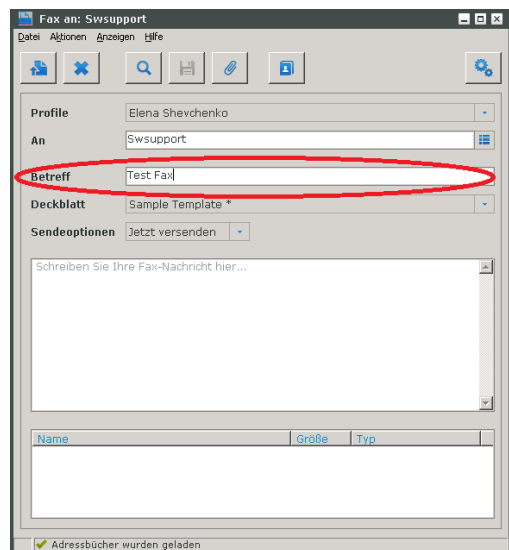 Fax an: Swsupport
Datei Aktionen Anzeigen Hilfe
Profile Elena Shevchenko
An Swsupport
Betreff Test Fax
Deckblatt Sample Template *
Sendeoptionen Jetzt versenden
Schreiben Sie Ihre Fax-Nachricht hier...
Name Größe Typ
Adressbücher wurden geladen